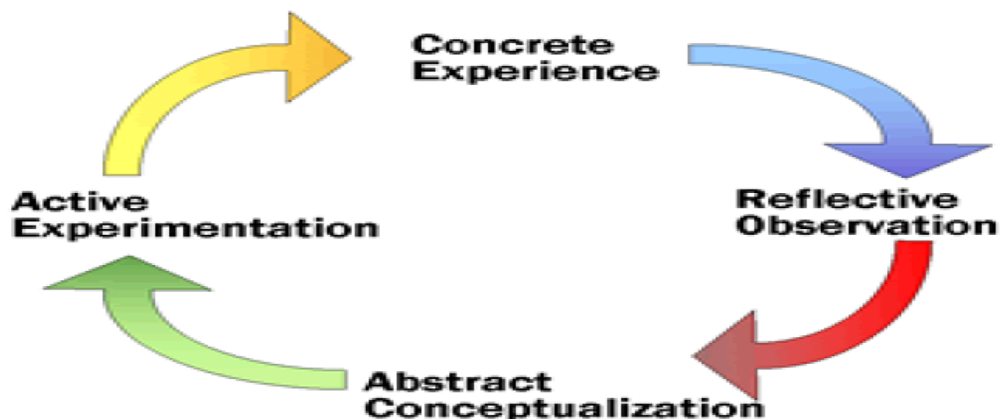 Concrete
Experience
Reflective
Observation
Abstract
Conceptualization
Active
Experimentation